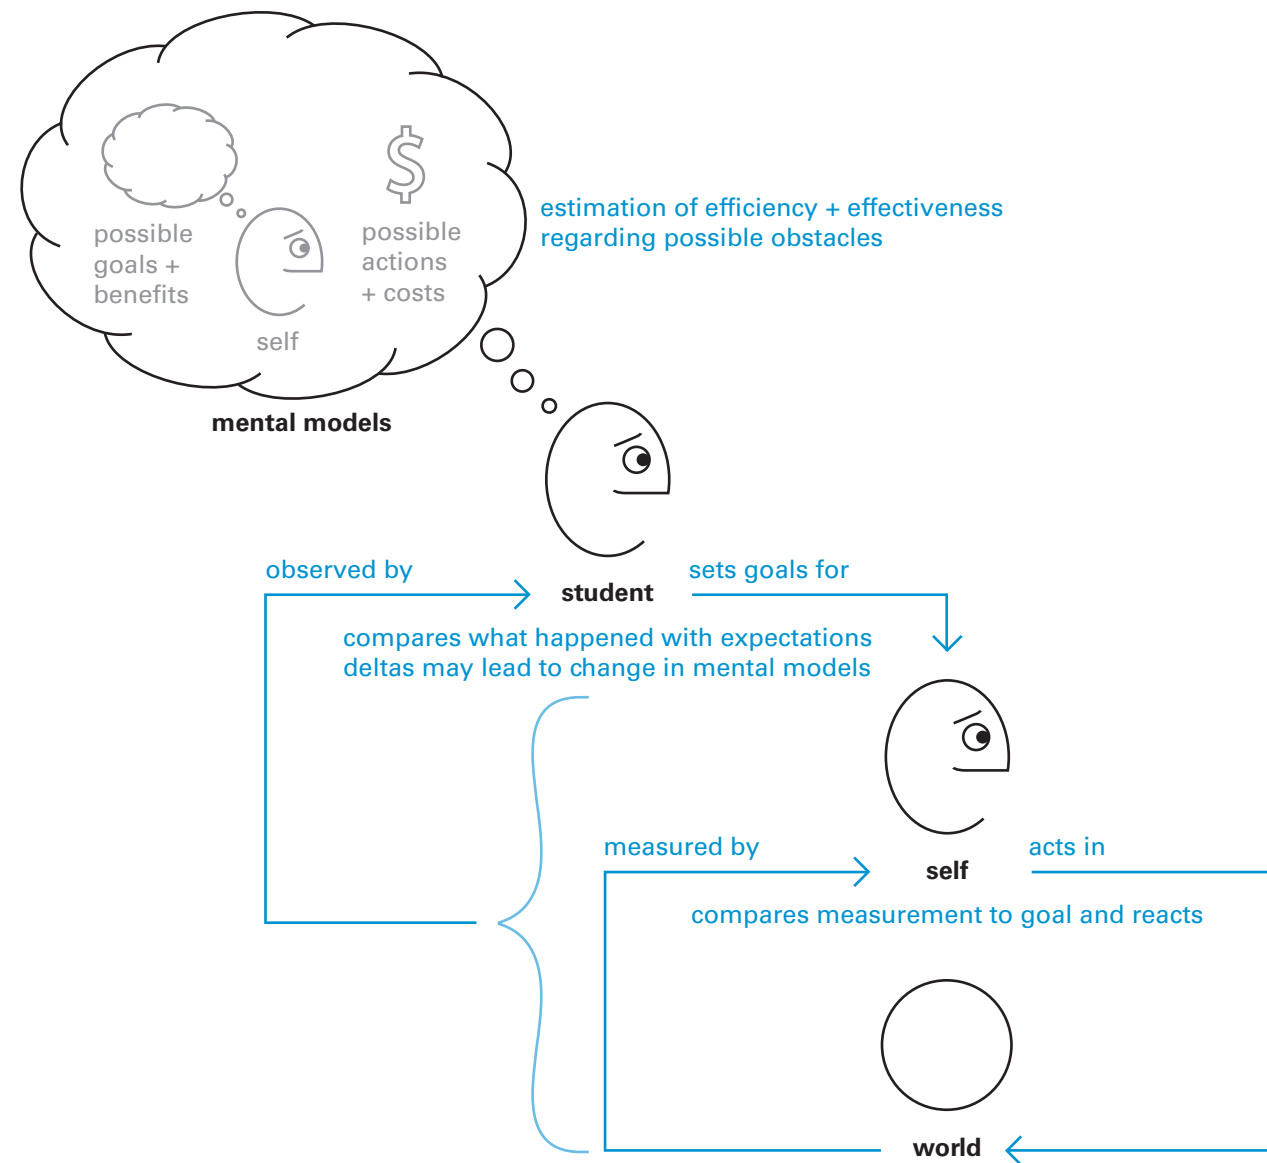 $
possible
goals +
benefits
self
possible
actions
+ costs
estimation of efficiency + effectiveness
regarding possible obstacles
mental models
observed by
student
sets goals for
compares what happened with expectations
deltas may lead to change in mental models
measured by
self
acts in
compares measurement to goal and reacts
world